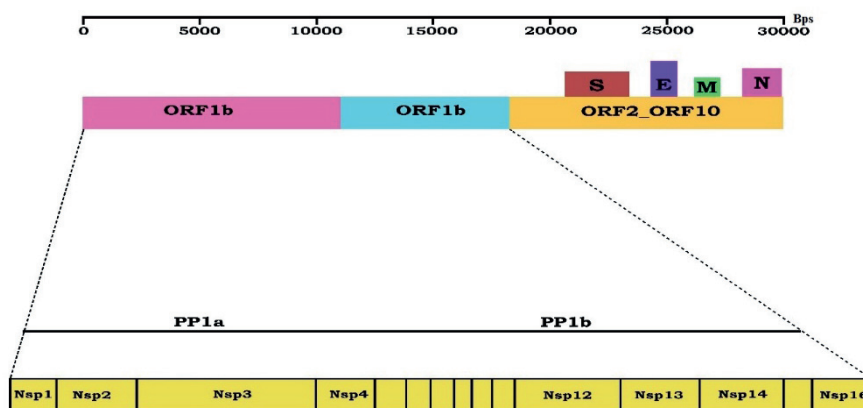 Bps
0 5000 10000 15000 20000 25000 30000
S E M N
ORF1b ORF1b ORF2_ORF10
PP1a PP1b
Nsp1 Nsp2 Nsp3 Nsp4 Nsp12 Nsp13 Nsp14 Nsp16